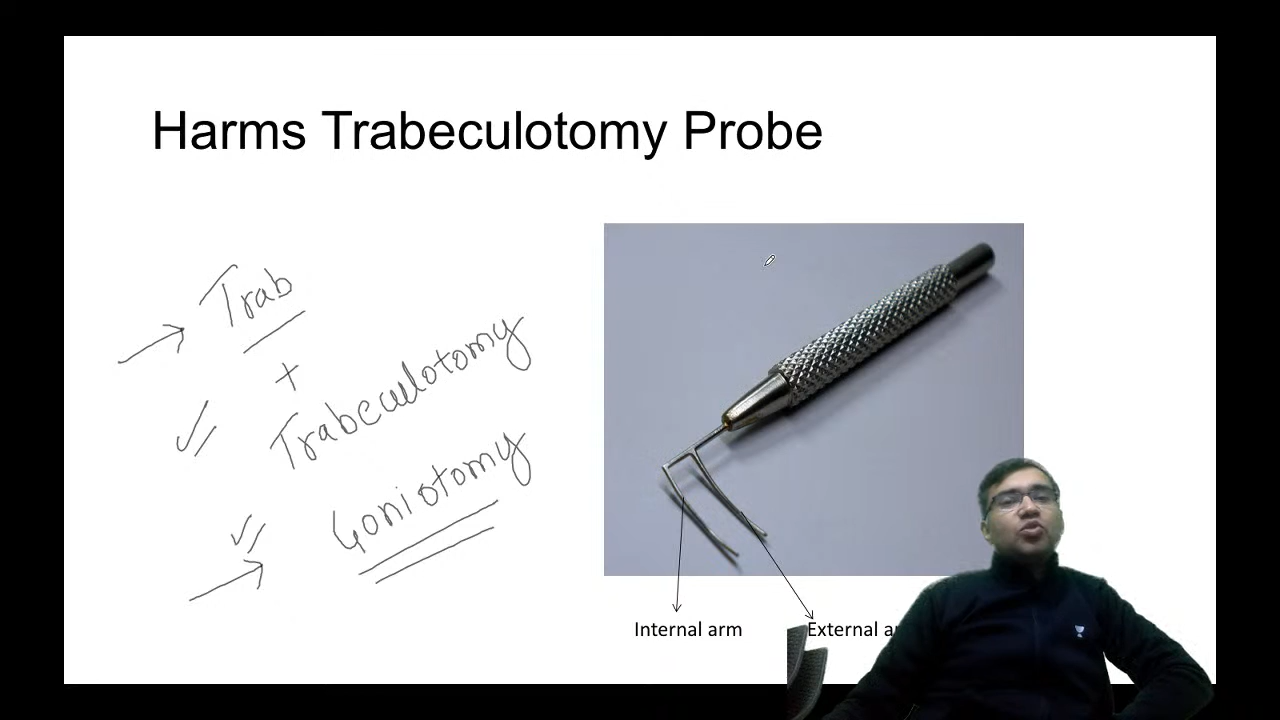 Harms Trabeculotomy Probe
Trab
+
Trabeculotomy
Goniotomy
Internal arm
External a